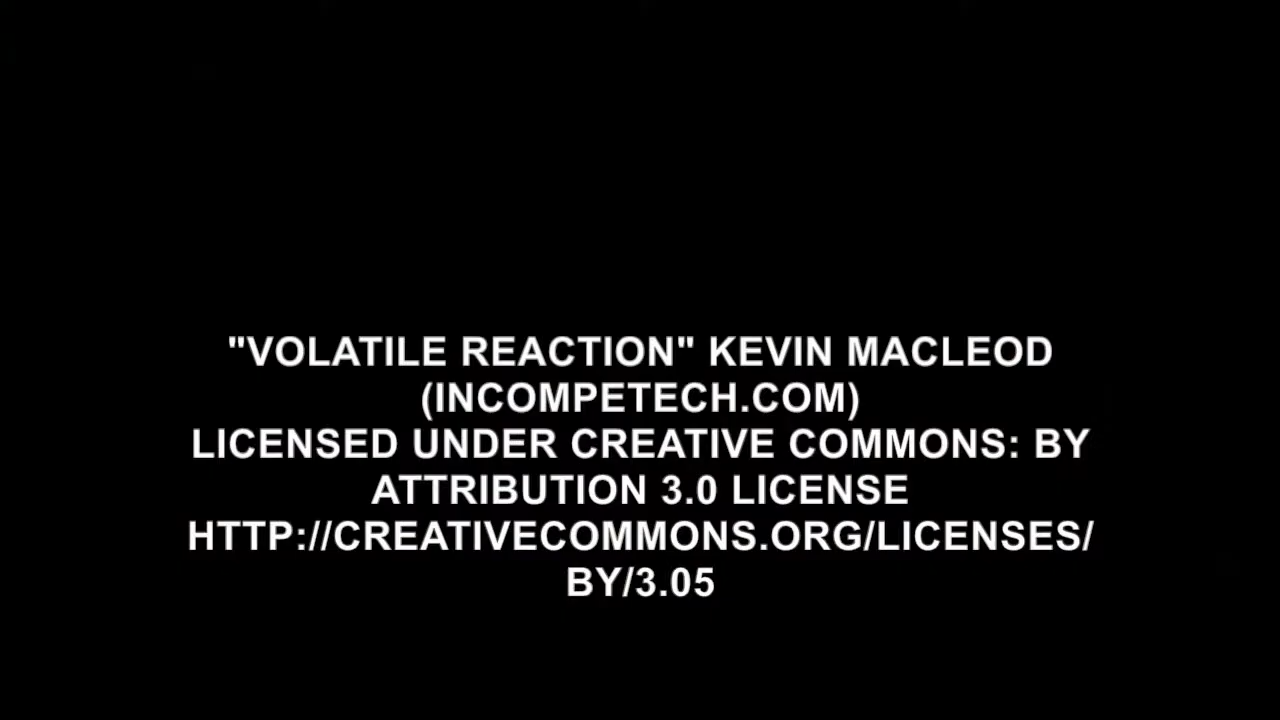 "VOLATILE REACTION" KEVIN MACLEOD
(INCOMPETECH.COM)
LICENSED UNDER CREATIVE COMMONS: BY
ATTRIBUTION 3.0 LICENSE
HTTP://CREATIVECOMMONS.ORG/LICENSES/
BY/3.05